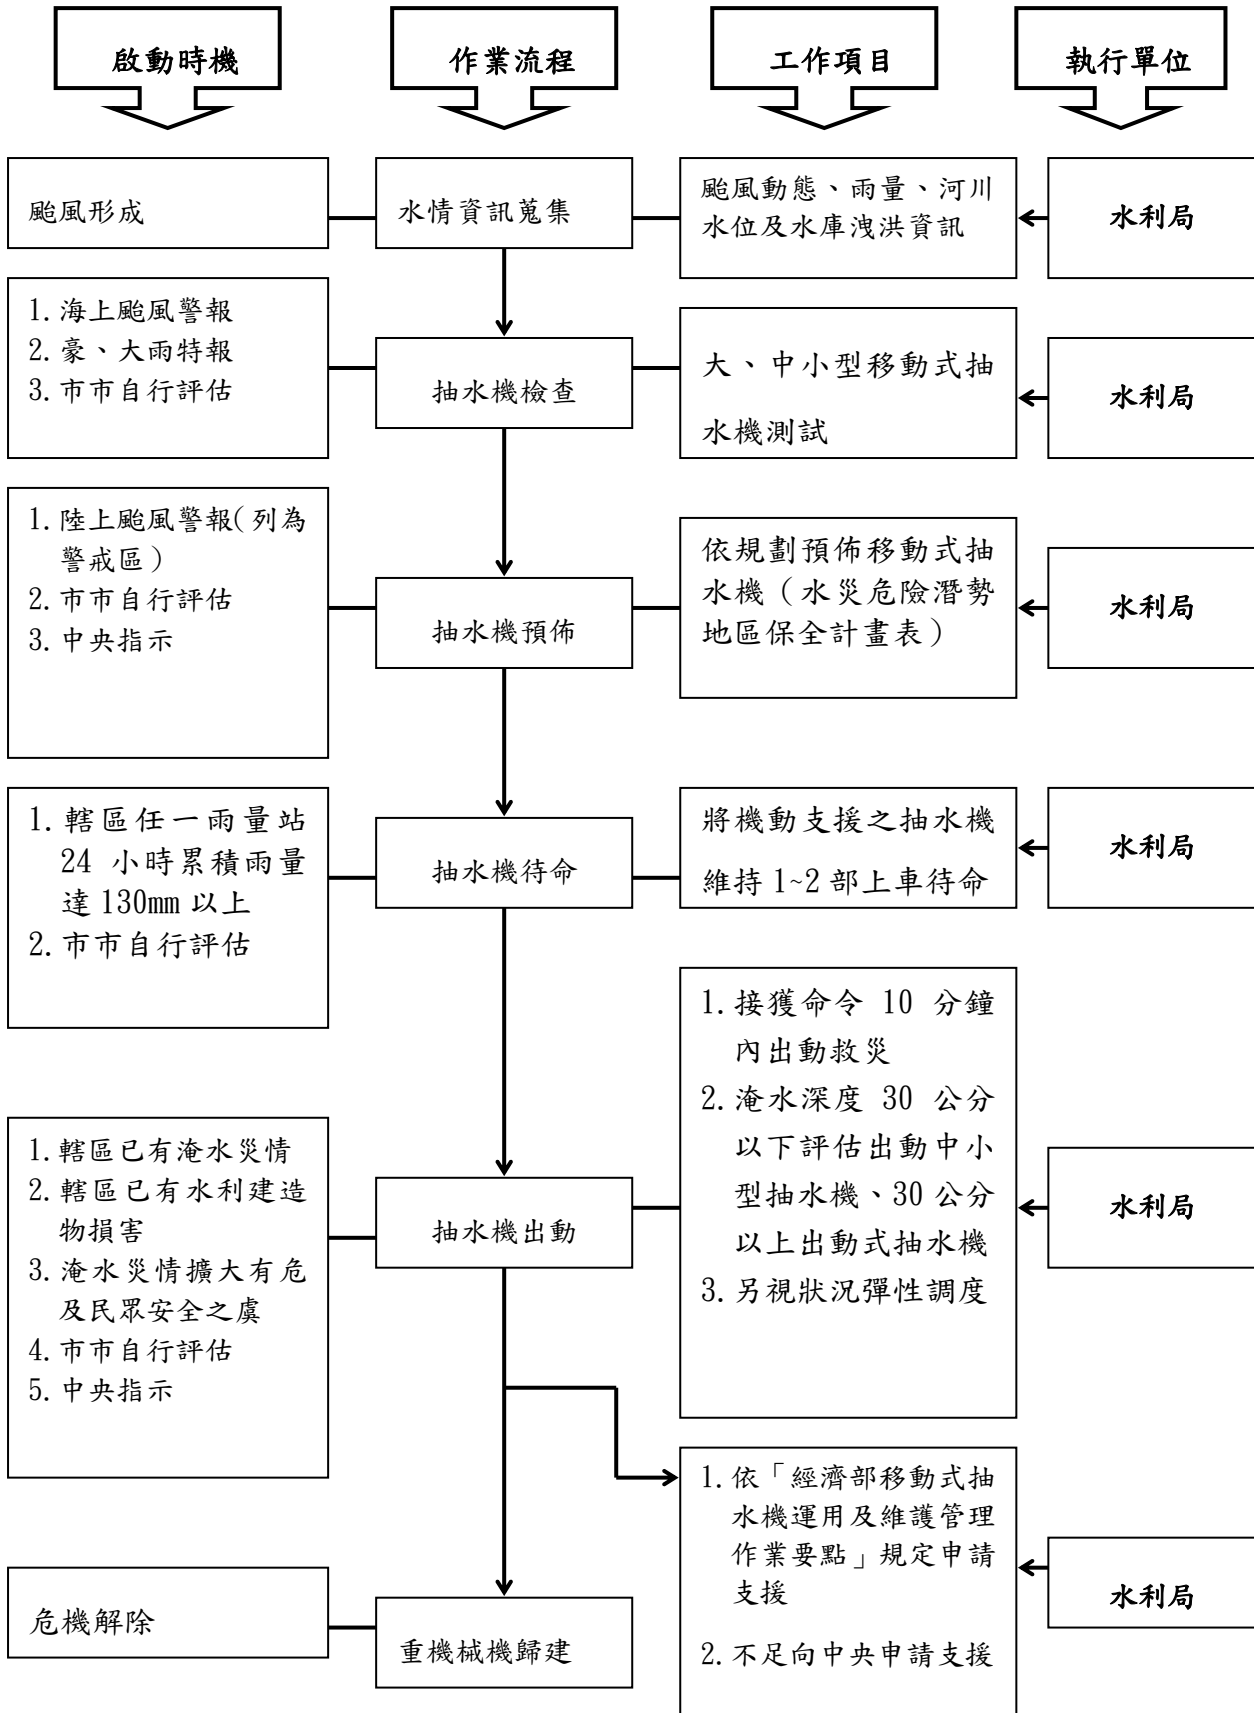 啟動時機
作業流程
工作項目
執行單位
颱風形成
水情資訊蒐集
颱風動態、雨量、河川
水位及水庫洩洪資訊
水利局
1. 海上颱風警報
2. 豪、大雨特報
3. 市市自行評估
抽水機檢查
大、中小型移動式抽
水機測試
水利局
1. 陸上颱風警報(列為
警戒區)
2. 市市自行評估
3. 中央指示
抽水機預佈
依規劃預佈移動式抽
水機（水災危險潛勢
地區保全計畫表）
水利局
1. 轄區任一雨量站
24 小時累積雨量
達 130mm 以上
2. 市市自行評估
抽水機待命
將機動支援之抽水機
維持 1~2 部上車待命
水利局
1. 轄區已有淹水災情
2. 轄區已有水利建造
物損害
3. 淹水災情擴大有危
及民眾安全之虞
4. 市市自行評估
5. 中央指示
抽水機出動
1. 接獲命令 10 分鐘
內出動救災
2. 淹水深度 30 公分
以下評估出動中小
型抽水機、30 公分
以上出動式抽水機
3. 另視狀況彈性調度
水利局
1. 依「經濟部移動式抽
水機運用及維護管理
作業要點」規定申請
支援
2. 不足向中央申請支援
水利局
危機解除
重機械機歸建